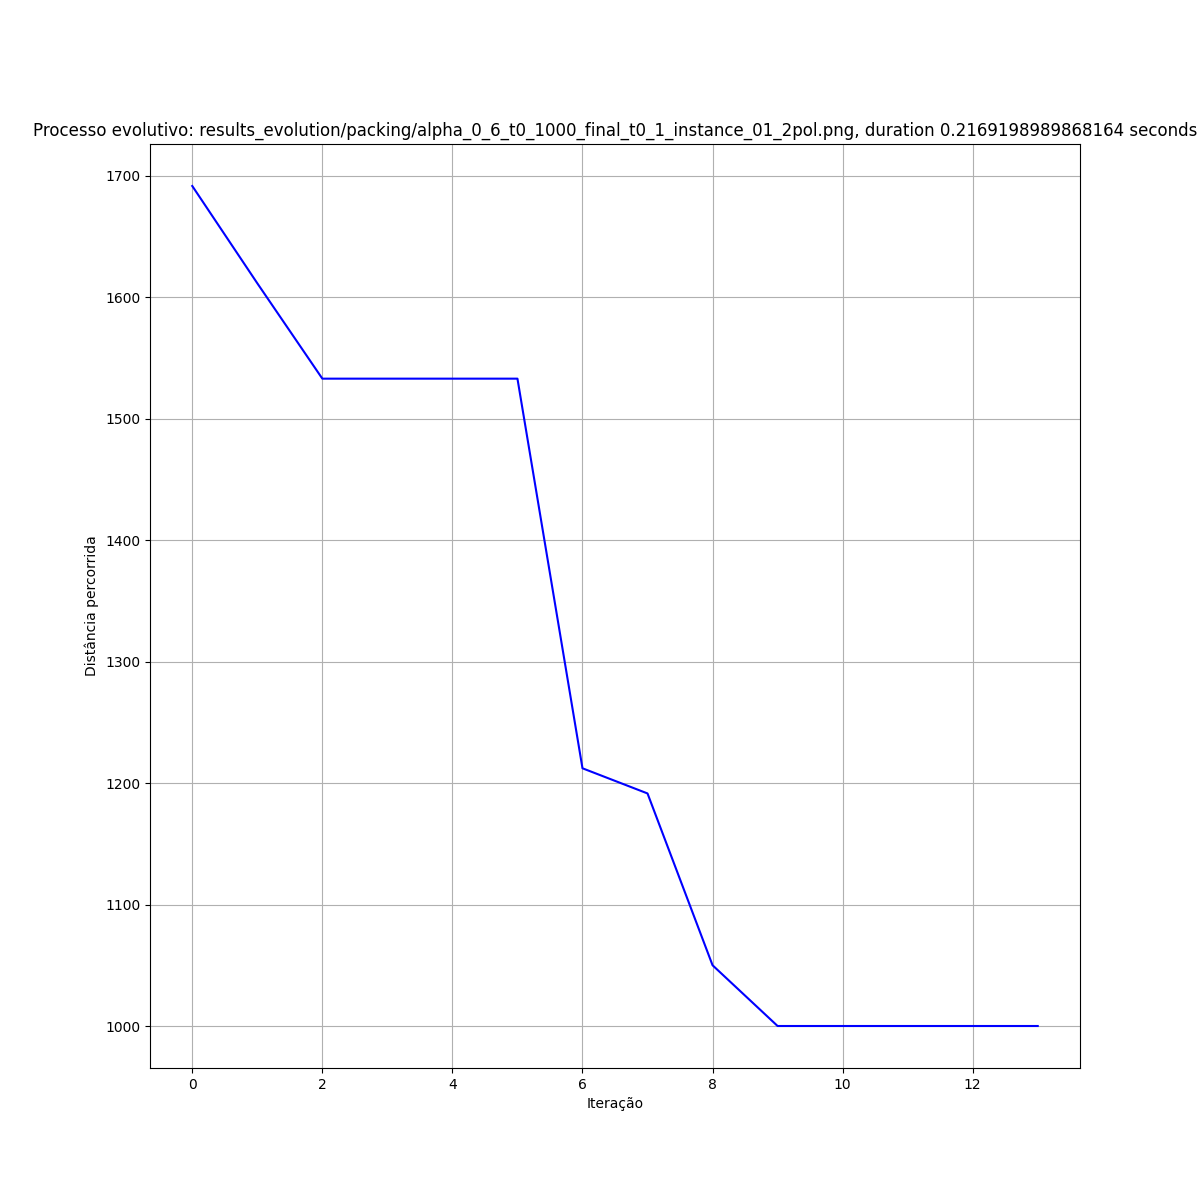 Processo evolutivo: results_evolution/packing/alpha_0_6_t0_1000_final_t0_1_instance_01_2pol.png, duration 0.2169198989868164 seconds
1700
1600
1500
1400
1300
1200
1100
1000
Distância percorrida
0 2 4 6 8 10 12
Iteração